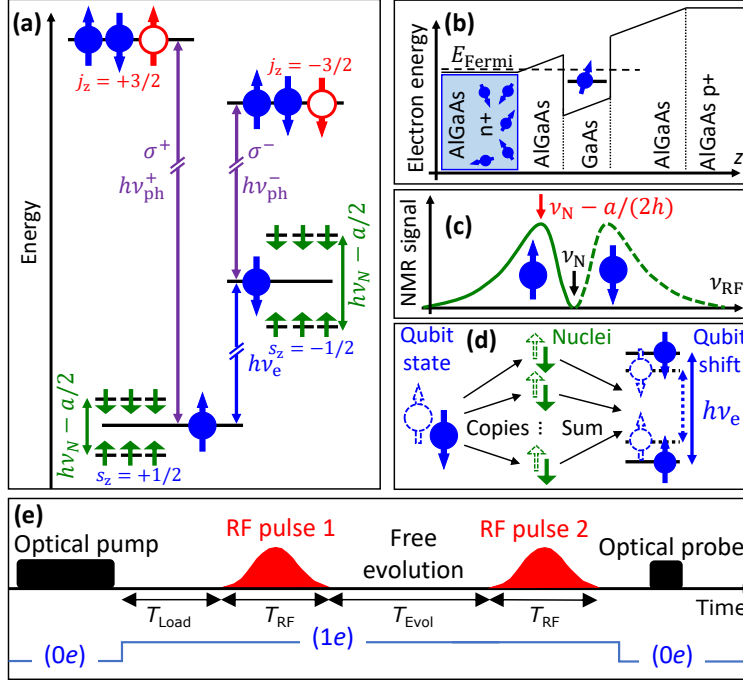 (a)
j_z = +3/2
j_z = −3/2
σ⁺
σ⁻
hν⁺_ph
hν⁻_ph
Energy
hν_N − a/2
s_z = −1/2
hν_e
hν_N − a/2
s_z = +1/2
(b)
Electron energy
E_Fermi
AlGaAs
n+
AlGaAs
GaAs
AlGaAs
AlGaAs p+
z
(c)
NMR signal
ν_N − a/(2h)
ν_N
ν_RF
(d)
Qubit
state
Nuclei
Qubit
shift
Copies ⋮ Sum
hν_e
(e)
Optical pump
RF pulse 1
Free
evolution
RF pulse 2
Optical probe
T_Load
T_RF
T_Evol
T_RF
Time
(0e)
(1e)
(0e)